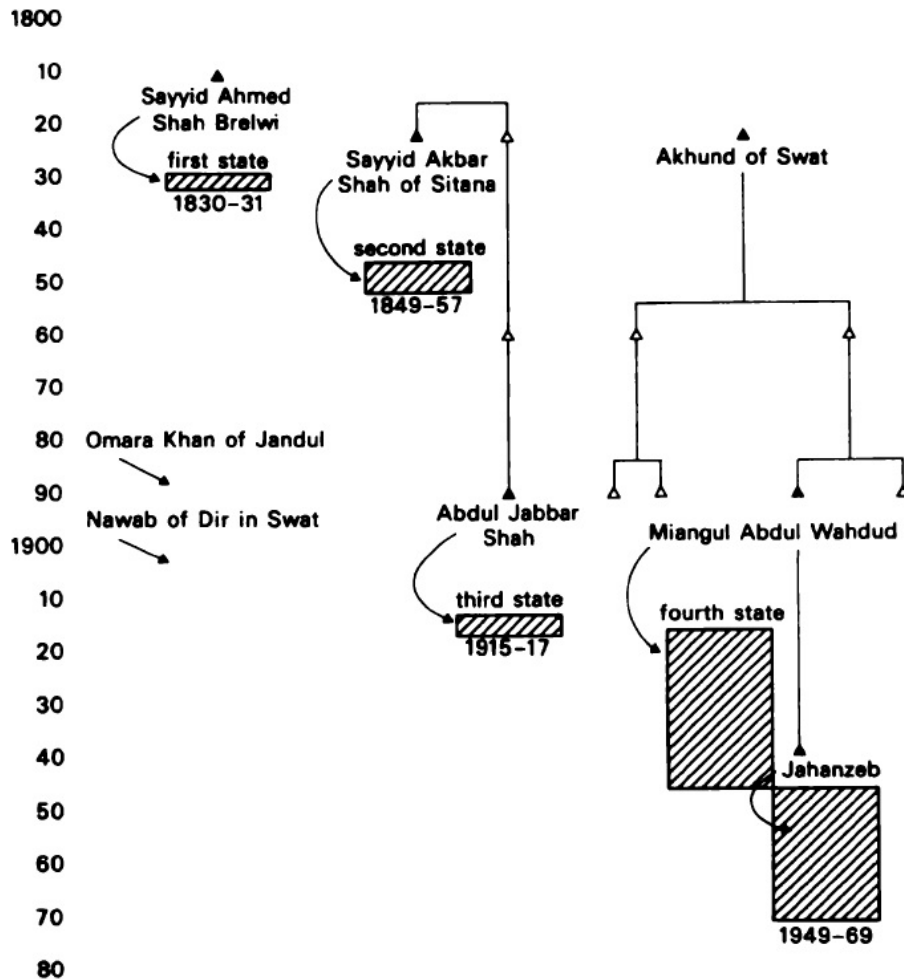 1800
10
Sayyid Ahmed
Shah Brelwi
20
first state
30
1830-31
Sayyid Akbar
Shah of Sitana
Akhund of Swat
40
second state
50
1849-57
60
70
80
Omara Khan of Jandul
90
Nawab of Dir in Swat
Abdul Jabbar
Shah
Miangul Abdul Wahdud
1900
10
third state
1915-17
fourth state
20
30
40
Jahanzeb
50
60
70
1949-69
80